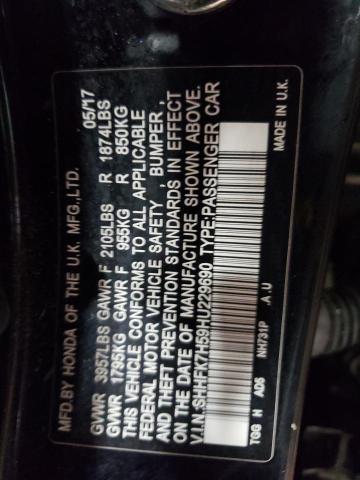 MFD.BY HONDA OF THE U.K. MFG.,LTD. 05/17
GVWR 3957LBS GAWR F 2105LBS R 1874LBS
GVWR 1795KG GAWR F 955KG R 850KG
THIS VEHICLE CONFORMS TO ALL APPLICABLE
FEDERAL MOTOR VEHICLE SAFETY , BUMPER ,
AND THEFT PREVENTION STANDARDS IN EFFECT
ON THE DATE OF MANUFACTURE SHOWN ABOVE.
V.I.N.:SHHFK7H59HU229690 TYPE:PASSENGER CAR
NH731P .A .U MADE IN U.K.
TGG H AD5